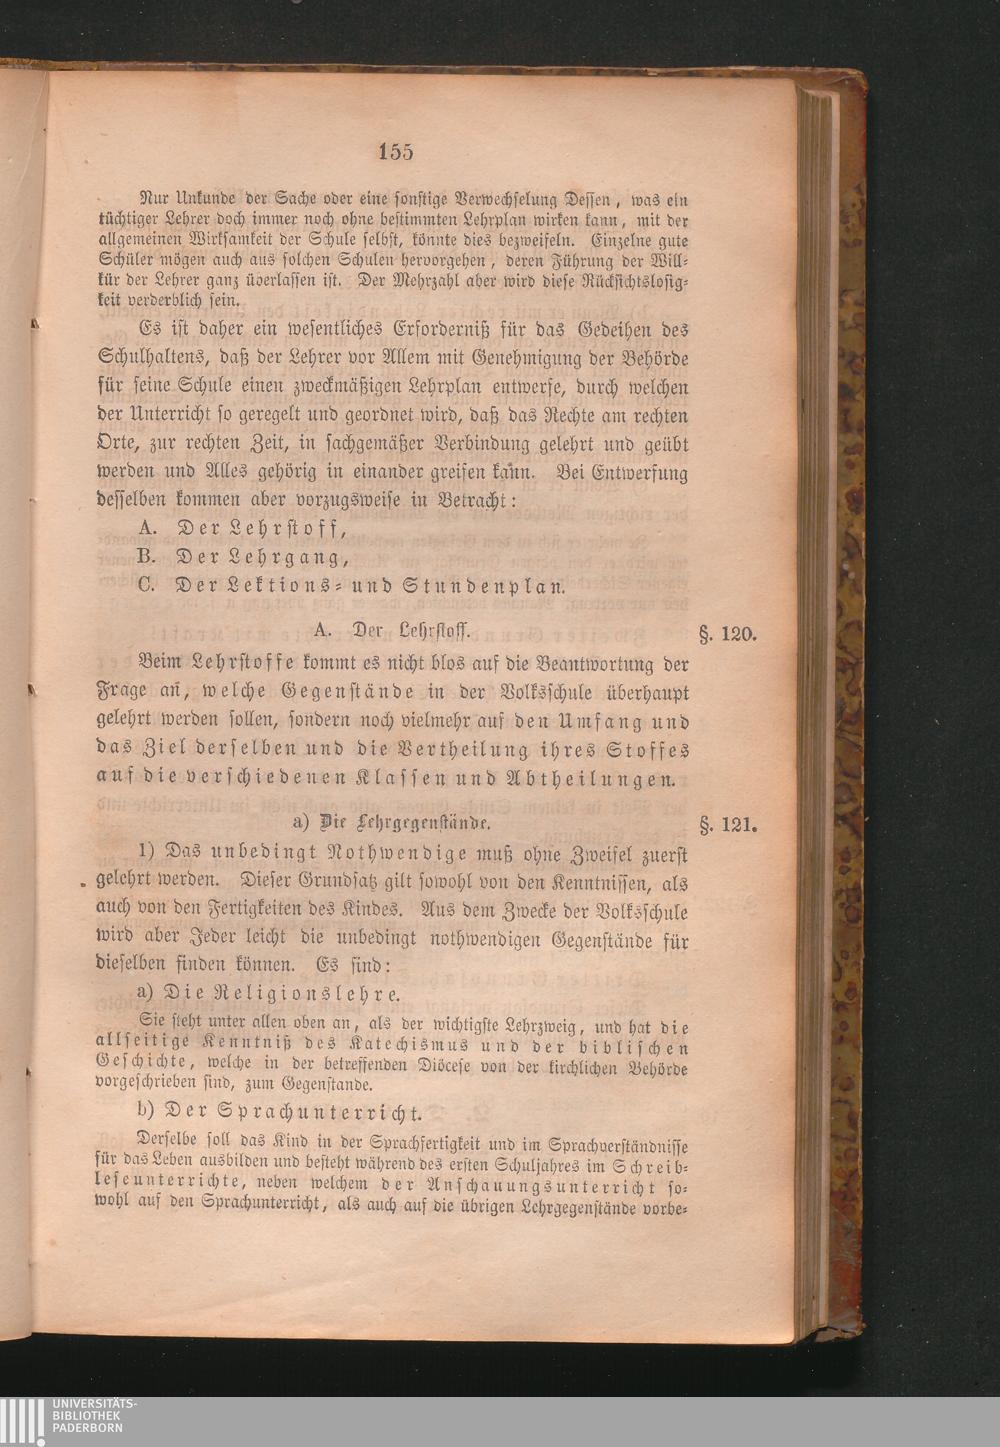 155
Nur Unkunde der Sache oder eine sonstige Verwechselung Dessen, was ein
tüchtiger Lehrer doch immer noch ohne bestimmten Lehrplan wirken kann, mit der
allgemeinen Wirksamkeit der Schule selbst, könnte dies bezweifeln. Einzelne gute
Schüler mögen auch aus solchen Schulen hervorgehen, deren Führung der Will-
kür der Lehrer ganz überlassen ist. Der Mehrzahl aber wird diese Rücksichtslosig-
keit verderblich sein.
Es ist daher ein wesentliches Erforderniß für das Gedeihen des
Schulhaltens, daß der Lehrer vor Allem mit Genehmigung der Behörde
für seine Schule einen zweckmäßigen Lehrplan entwerfe, durch welchen
der Unterricht so geregelt und geordnet wird, daß das Rechte am rechten
Orte, zur rechten Zeit, in sachgemäßer Verbindung gelehrt und geübt
werden und Alles gehörig in einander greifen kann. Bei Entwerfung
desselben kommen aber vorzugsweise in Betracht:
A. Der Lehrstoff,
B. Der Lehrgang,
C. Der Lektions- und Stundenplan.
A. Der Lehrstoff. §. 120.
Beim Lehrstoffe kommt es nicht blos auf die Beantwortung der
Frage an, welche Gegenstände in der Volksschule überhaupt
gelehrt werden sollen, sondern noch vielmehr auf den Umfang und
das Ziel derselben und die Vertheilung ihres Stoffes
auf die verschiedenen Klassen und Abtheilungen.
a) Die Lehrgegenstände. §. 121.
1) Das unbedingt Nothwendige muß ohne Zweifel zuerst
gelehrt werden. Dieser Grundsatz gilt sowohl von den Kenntnissen, als
auch von den Fertigkeiten des Kindes. Aus dem Zwecke der Volksschule
wird aber Jeder leicht die unbedingt nothwendigen Gegenstände für
dieselben finden können. Es sind:
a) Die Religionslehre.
Sie steht unter allen oben an, als der wichtigste Lehrzweig, und hat die
allseitige Kenntniß des Katechismus und der biblischen
Geschichte, welche in der betreffenden Diöcese von der kirchlichen Behörde
vorgeschrieben sind, zum Gegenstande.
b) Der Sprachunterricht.
Derselbe soll das Kind in der Sprachfertigkeit und im Sprachverständnisse
für das Leben ausbilden und besteht während des ersten Schuljahres im Schreib-
leseunterrichte, neben welchem der Anschauungsunterricht so-
wohl auf den Sprachunterricht, als auch auf die übrigen Lehrgegenstände vorbe-
UNIVERSITÄTS-
BIBLIOTHEK
PADERBORN